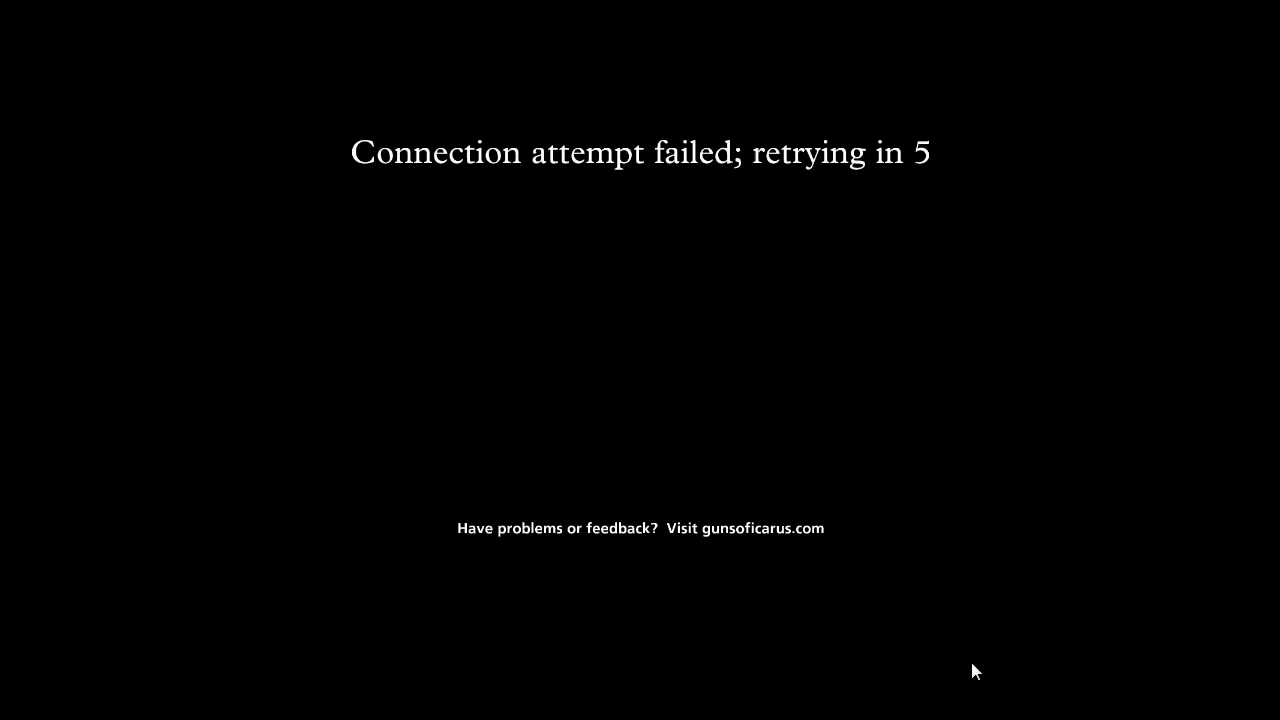 Connection attempt failed; retrying in 5
Have problems or feedback?  Visit gunsoficarus.com